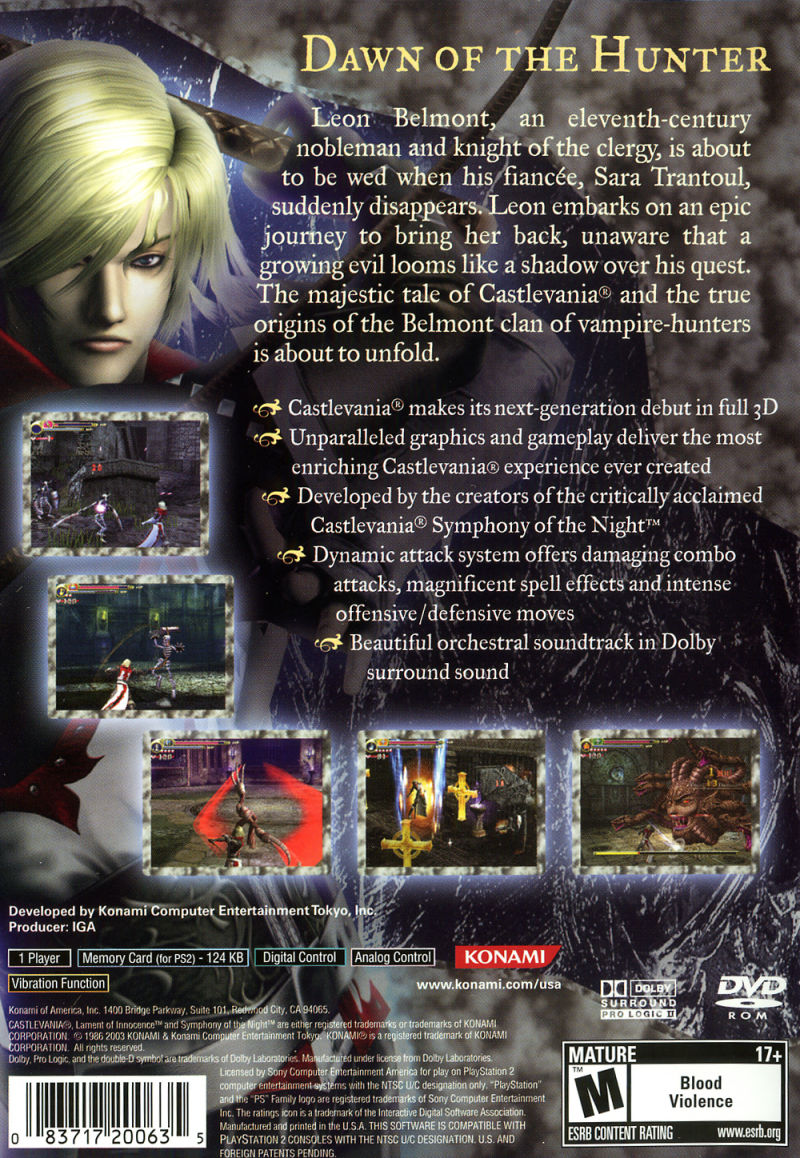 DAWN OF THE HUNTER
Leon Belmont, an eleventh-century
nobleman and knight of the clergy, is about
to be wed when his fiancée, Sara Trantoul,
suddenly disappears. Leon embarks on an epic
journey to bring her back, unaware that a
growing evil looms like a shadow over his quest.
The majestic tale of Castlevania® and the true
origins of the Belmont clan of vampire-hunters
is about to unfold.
Castlevania® makes its next-generation debut in full 3D
Unparalleled graphics and gameplay deliver the most
enriching Castlevania® experience ever created
Developed by the creators of the critically acclaimed
Castlevania® Symphony of the Night™
Dynamic attack system offers damaging combo
attacks, magnificent spell effects and intense
offensive/defensive moves
Beautiful orchestral soundtrack in Dolby
surround sound
Developed by Konami Computer Entertainment Tokyo, Inc.
Producer: IGA
1 Player
Memory Card (for PS2) - 124 KB
Digital Control
Analog Control
Vibration Function
KONAMI
www.konami.com/usa
DOLBY
SURROUND
PRO LOGIC II
DVD
ROM
Konami of America, Inc. 1400 Bridge Parkway, Suite 101, Redwood City, CA 94065.
CASTLEVANIA®, Lament of Innocence™ and Symphony of the Night™ are either registered trademarks or trademarks of KONAMI
CORPORATION. © 1986 2003 KONAMI & Konami Computer Entertainment Tokyo. KONAMI® is a registered trademark of KONAMI
CORPORATION. All rights reserved.
Dolby, Pro Logic, and the double-D symbol are trademarks of Dolby Laboratories. Manufactured under license from Dolby Laboratories.
Licensed by Sony Computer Entertainment America for play on PlayStation 2
computer entertainment systems with the NTSC U/C designation only. "PlayStation"
and the "PS" Family logo are registered trademarks of Sony Computer Entertainment
Inc. The ratings icon is a trademark of the Interactive Digital Software Association.
Manufactured and printed in the U.S.A. THIS SOFTWARE IS COMPATIBLE WITH
PLAYSTATION 2 CONSOLES WITH THE NTSC U/C DESIGNATION. U.S. AND
FOREIGN PATENTS PENDING.
0 83717 20063 5
MATURE 17+
TM
M
Blood
Violence
ESRB CONTENT RATING www.esrb.org